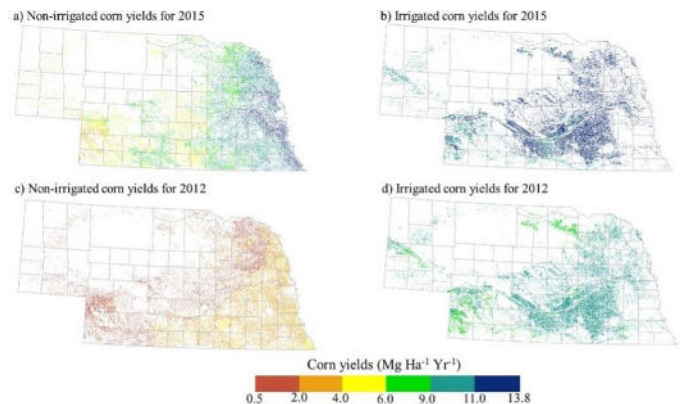 a) Non-irrigated corn yields for 2015
b) Irrigated corn yields for 2015
c) Non-irrigated corn yields for 2012
d) Irrigated corn yields for 2012
Corn yields (Mg Ha⁻¹ Yr⁻¹)
0.5 2.0 4.0 6.0 9.0 11.0 13.8